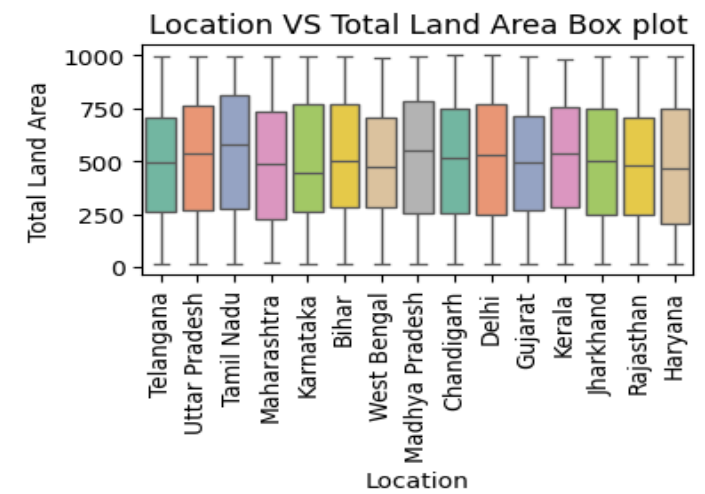 Location VS Total Land Area Box plot
Total Land Area
1000
750
500
250
0
Telangana
Uttar Pradesh
Tamil Nadu
Maharashtra
Karnataka
Bihar
West Bengal
Madhya Pradesh
Chandigarh
Delhi
Gujarat
Kerala
Jharkhand
Rajasthan
Haryana
Location